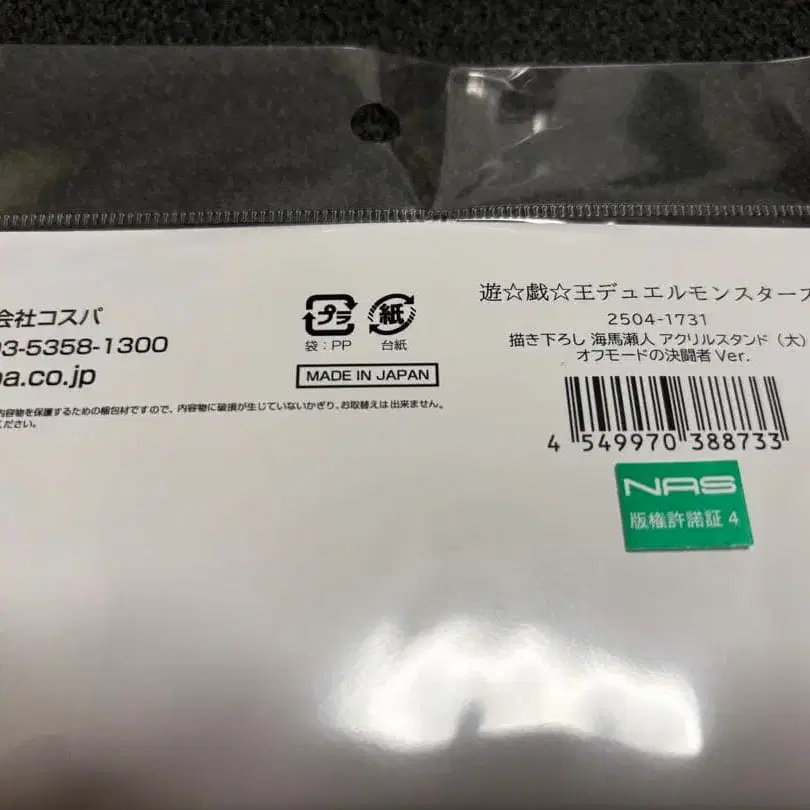 会社コスパ
03-5358-1300
pa.co.jp
内容物を保護するための梱包材ですので、内容物に破損が生じていないかぎり、お取替えは出来ません。
ください。
プラ
袋:PP
紙
台紙
MADE IN JAPAN
遊☆戯☆王デュエルモンスターズ
2504-1731
描き下ろし 海馬瀬人 アクリルスタンド（大）
オフモードの決闘者 Ver.
4 549970 388733
NAS
版権許諾証 4